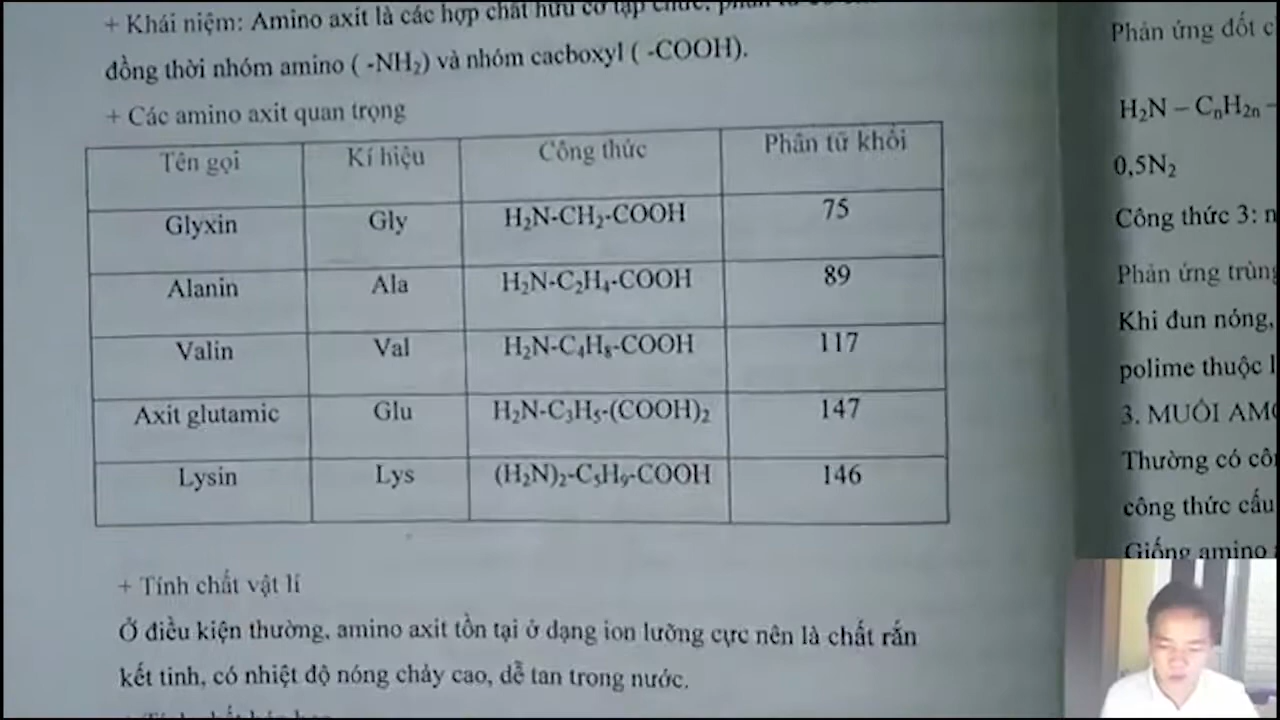 + Khái niệm: Amino axit là các hợp chất hữu cơ tạp chức, phân tử
đồng thời nhóm amino ( -NH₂) và nhóm cacboxyl ( -COOH).
+ Các amino axit quan trọng
Tên gọi Kí hiệu Công thức Phân tử khối
Glyxin Gly H₂N-CH₂-COOH 75
Alanin Ala H₂N-C₂H₄-COOH 89
Valin Val H₂N-C₄H₈-COOH 117
Axit glutamic Glu H₂N-C₃H₅-(COOH)₂ 147
Lysin Lys (H₂N)₂-C₅H₉-COOH 146
+ Tính chất vật lí
Ở điều kiện thường, amino axit tồn tại ở dạng ion lưỡng cực nên là chất rắn
kết tinh, có nhiệt độ nóng chảy cao, dễ tan trong nước.
Phản ứng đốt c
H₂N – CₙH₂ₙ -
0,5N₂
Công thức 3: n
Phản ứng trùng
Khi đun nóng,
polime thuộc l
3. MUỐI AMO
Thường có côn
công thức cấu
Giống amino a